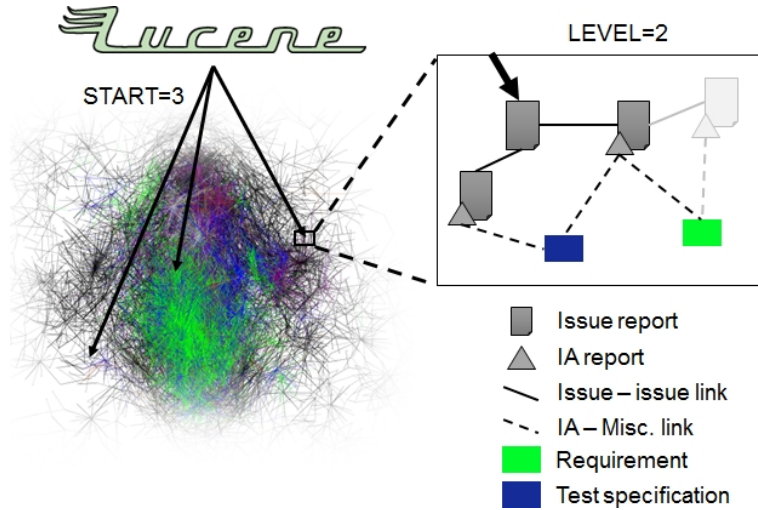 Lucene
START=3
LEVEL=2
Issue report
IA report
Issue – issue link
IA – Misc. link
Requirement
Test specification